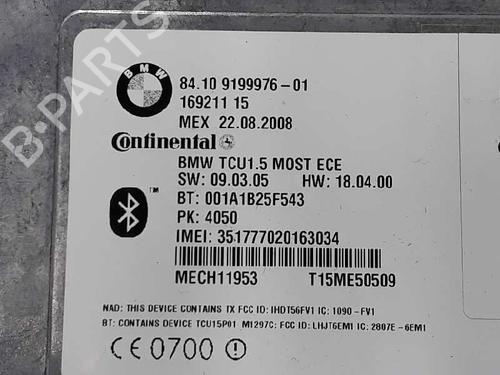 BMW
84.10 9199976-01
169211 15
MEX 22.08.2008
Continental
BMW TCU1.5 MOST ECE
SW: 09.03.05 HW: 18.04.00
BT: 001A1B25F543
PK: 4050
IMEI: 351777020163034
MECH11953 T15ME50509
NAD: THIS DEVICE CONTAINS TX FCC ID: IHDT56FV1 IC: 1090-FV1
BT: CONTAINS DEVICE TCU15P01 M1297C: FCC ID: LHJT6EM1 IC: 2807E-6EM1
CE0700
B-Parts